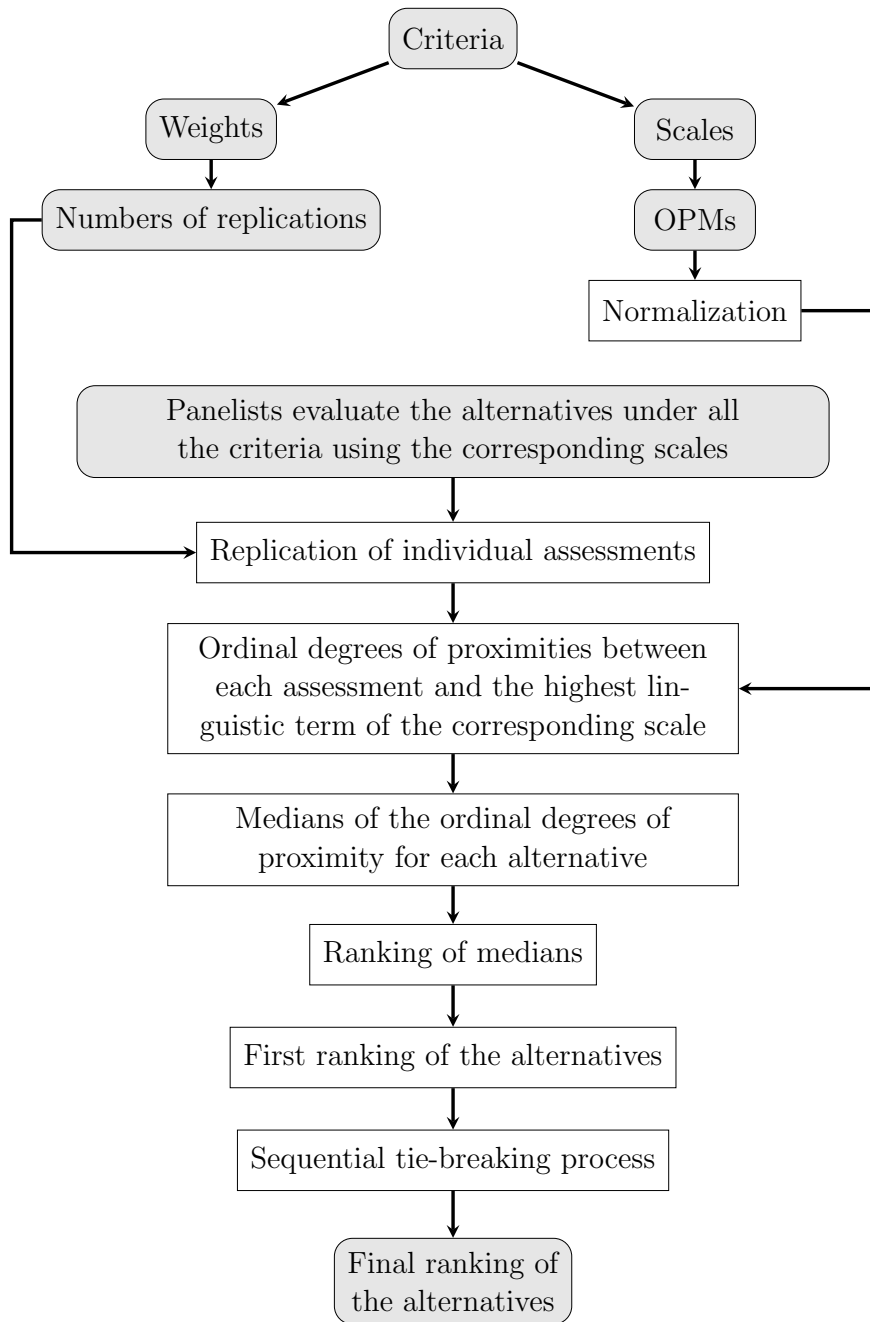 Criteria
Weights
Scales
Numbers of replications
OPMs
Normalization
Panelists evaluate the alternatives under all
the criteria using the corresponding scales
Replication of individual assessments
Ordinal degrees of proximities between
each assessment and the highest lin-
guistic term of the corresponding scale
Medians of the ordinal degrees of
proximity for each alternative
Ranking of medians
First ranking of the alternatives
Sequential tie-breaking process
Final ranking of
the alternatives